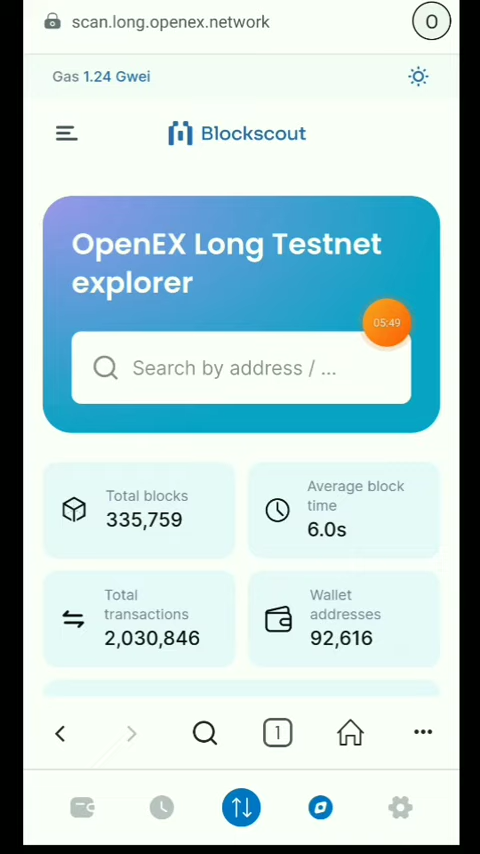 scan.long.openex.network
O
Gas 1.24 Gwei
Blockscout
OpenEX Long Testnet
explorer
05:49
Search by address / ...
Total blocks
335,759
Average block
time
6.0s
Total
transactions
2,030,846
Wallet
addresses
92,616
1